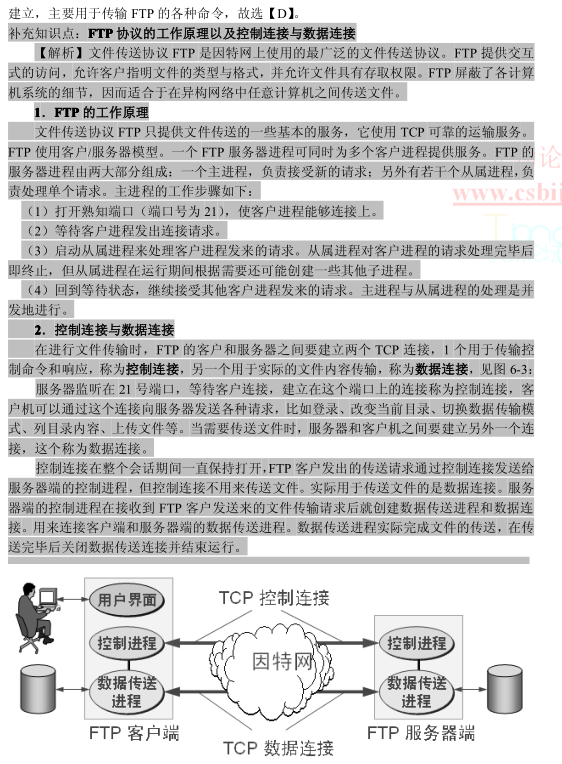 建立，主要用于传输 FTP 的各种命令，故选【D】。
补充知识点：FTP 协议的工作原理以及控制连接与数据连接
【解析】文件传送协议 FTP 是因特网上使用的最广泛的文件传送协议。FTP 提供交互
式的访问，允许客户指明文件的类型与格式，并允许文件具有存取权限。FTP 屏蔽了各计算
机系统的细节，因而适合于在异构网络中任意计算机之间传送文件。
1．FTP 的工作原理
文件传送协议 FTP 只提供文件传送的一些基本的服务，它使用 TCP 可靠的运输服务。
FTP 使用客户/服务器模型。一个 FTP 服务器进程可同时为多个客户进程提供服务。FTP 的
服务器进程由两大部分组成：一个主进程，负责接受新的请求；另外有若干个从属进程，负
责处理单个请求。主进程的工作步骤如下：
（1）打开熟知端口（端口号为 21），使客户进程能够连接上。
（2）等待客户进程发出连接请求。
（3）启动从属进程来处理客户进程发来的请求。从属进程对客户进程的请求处理完毕后
即终止，但从属进程在运行期间根据需要还可能创建一些其他子进程。
（4）回到等待状态，继续接受其他客户进程发来的请求。主进程与从属进程的处理是并
发地进行。
2．控制连接与数据连接
在进行文件传输时，FTP 的客户和服务器之间要建立两个 TCP 连接，1 个用于传输控
制命令和响应，称为控制连接，另一个用于实际的文件内容传输，称为数据连接，见图 6-3：
服务器监听在 21 号端口，等待客户连接，建立在这个端口上的连接称为控制连接，客
户机可以通过这个连接向服务器发送各种请求，比如登录、改变当前目录、切换数据传输模
式、列目录内容、上传文件等。当需要传送文件时，服务器和客户机之间要建立另外一个连
接，这个称为数据连接。
控制连接在整个会话期间一直保持打开，FTP 客户发出的传送请求通过控制连接发送给
服务器端的控制进程，但控制连接不用来传送文件。实际用于传送文件的是数据连接。服务
器端的控制进程在接收到 FTP 客户发送来的文件传输请求后就创建数据传送进程和数据连
接。用来连接客户端和服务器端的数据传送进程。数据传送进程实际完成文件的传送，在传
送完毕后关闭数据传送连接并结束运行。
论
www.csbij
用户界面
TCP 控制连接
控制进程
因特网
控制进程
数据传送
进程
数据传送
进程
FTP 客户端
FTP 服务器端
TCP 数据连接